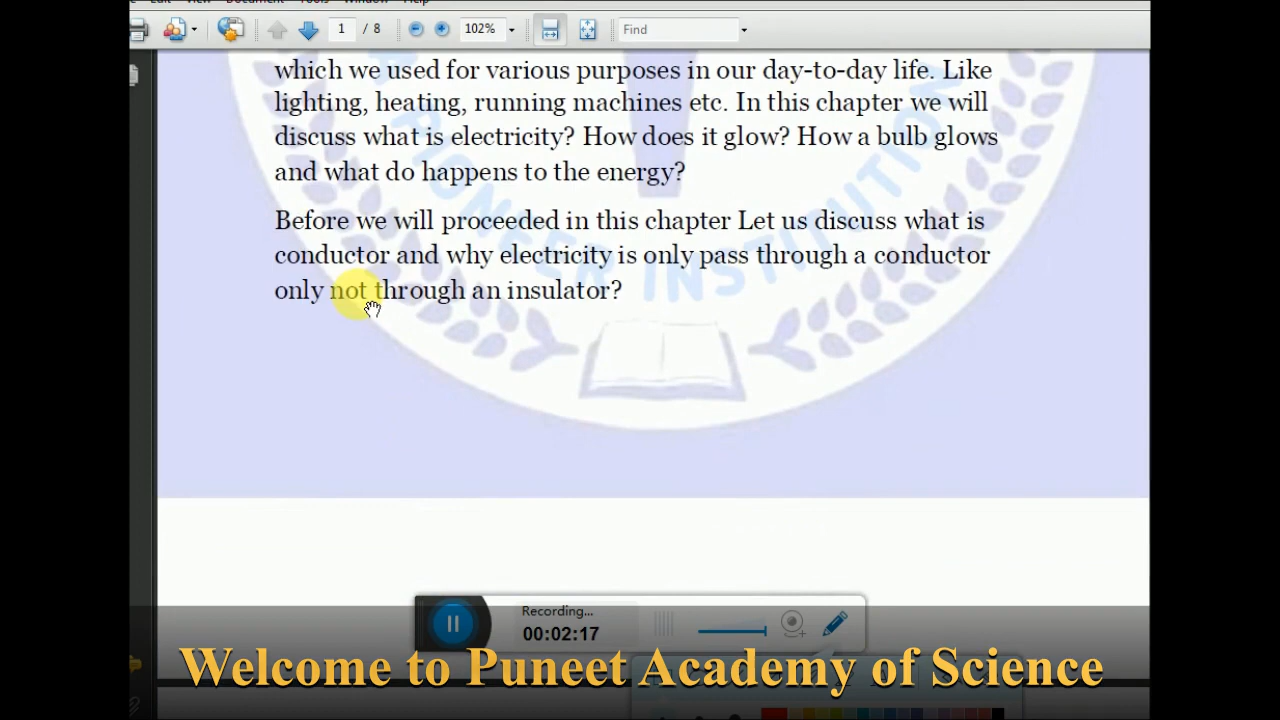 1 / 8 102% Find
which we used for various purposes in our day-to-day life. Like
lighting, heating, running machines etc. In this chapter we will
discuss what is electricity? How does it glow? How a bulb glows
and what do happens to the energy?
Before we will proceeded in this chapter Let us discuss what is
conductor and why electricity is only pass through a conductor
only not through an insulator?
A PIONEER INSTITUTION
Recording...
00:02:17
Welcome to Puneet Academy of Science